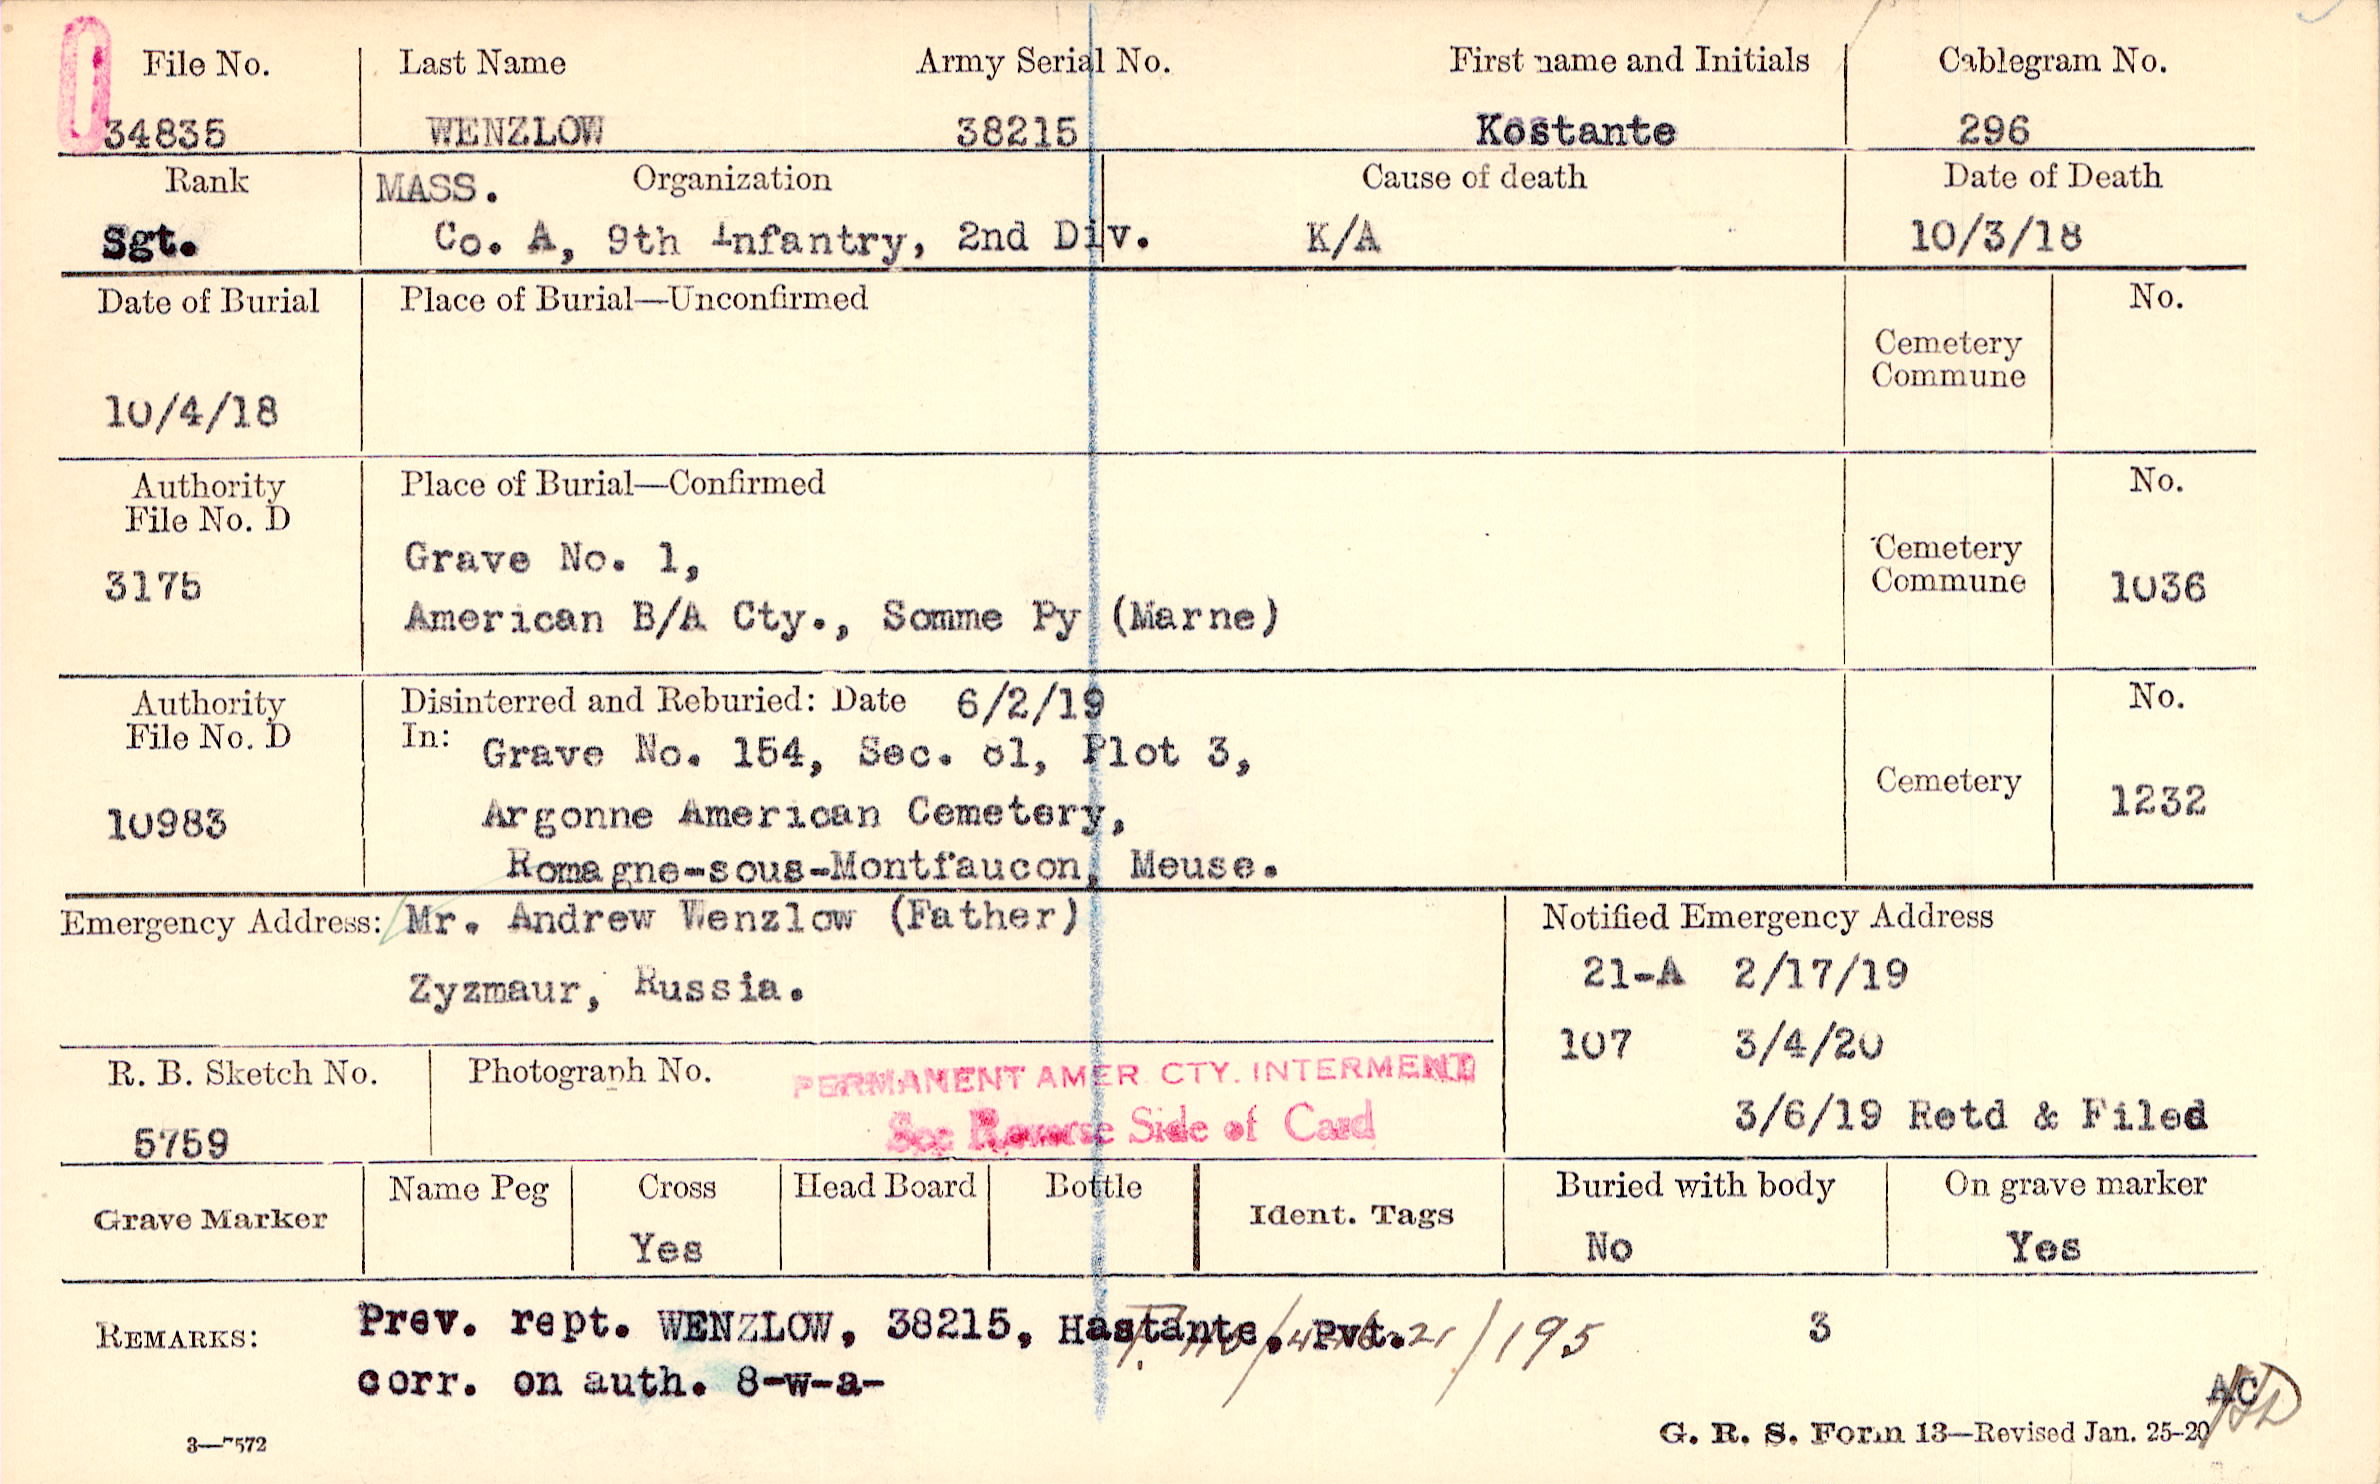 File No. Last Name Army Serial No. First name and Initials Cablegram No.
34835 WENZLOW 38215 Kostante 296
Rank MASS. Organization Cause of death Date of Death
Sgt. Co. A, 9th Infantry, 2nd Div. K/A 10/3/18
Date of Burial Place of Burial—Unconfirmed No.
Cemetery
Commune
10/4/18
Authority Place of Burial—Confirmed No.
File No. D
Grave No. 1, Cemetery
3175 Commune 1036
American B/A Cty., Somme Py (Marne)
Authority Disinterred and Reburied: Date 6/2/19 No.
File No. D In: Grave No. 154, Sec. 81, Plot 3,
Cemetery
10983 Argonne American Cemetery, 1232
Romagne-sous-Montfaucon, Meuse.
Emergency Address: Mr. Andrew Wenzlow (Father) Notified Emergency Address
Zyzmaur, Russia. 21-A 2/17/19
107 3/4/20
R. B. Sketch No. Photograph No. PERMANENT AMER. CTY. INTERMENT
See Reverse Side of Card 3/6/19 Retd & Filed
5759
Name Peg Cross Head Board Bottle Buried with body On grave marker
Grave Marker Ident. Tags
Yes No Yes
REMARKS: Prev. rept. WENZLOW, 38215, Hastante, Pvt. /195 3
corr. on auth. 8-w-a-
AC
3—7572 G. R. S. Form 13—Revised Jan. 25-20